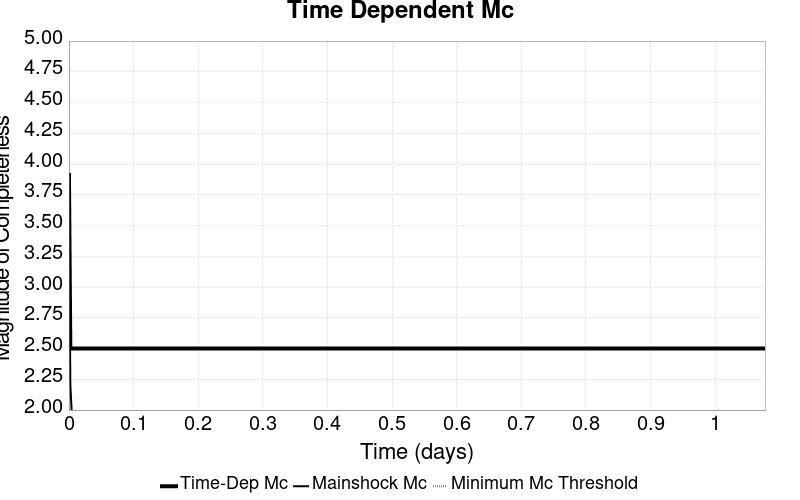 Time Dependent Mc
Magnitude of Completeness
5.00
4.75
4.50
4.25
4.00
3.75
3.50
3.25
3.00
2.75
2.50
2.25
2.00
0 0.1 0.2 0.3 0.4 0.5 0.6 0.7 0.8 0.9 1
Time (days)
Time-Dep Mc Mainshock Mc Minimum Mc Threshold